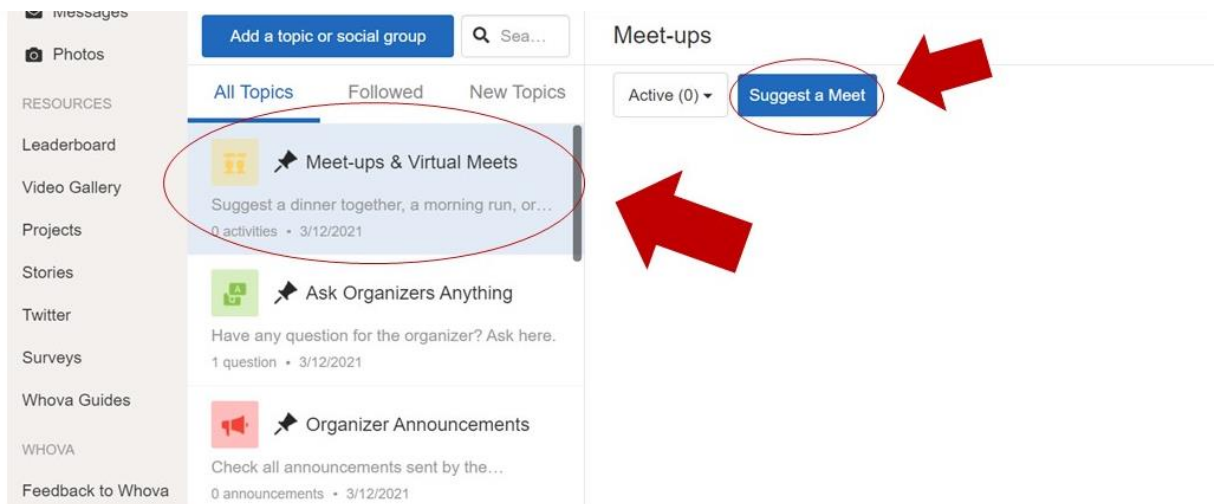 Messages
Photos
RESOURCES
Leaderboard
Video Gallery
Projects
Stories
Twitter
Surveys
Whova Guides
WHOVA
Feedback to Whova
Add a topic or social group
Sea...
All Topics Followed New Topics
Meet-ups & Virtual Meets
Suggest a dinner together, a morning run, or...
0 activities • 3/12/2021
Ask Organizers Anything
Have any question for the organizer? Ask here.
1 question • 3/12/2021
Organizer Announcements
Check all announcements sent by the...
0 announcements • 3/12/2021
Meet-ups
Active (0)
Suggest a Meet